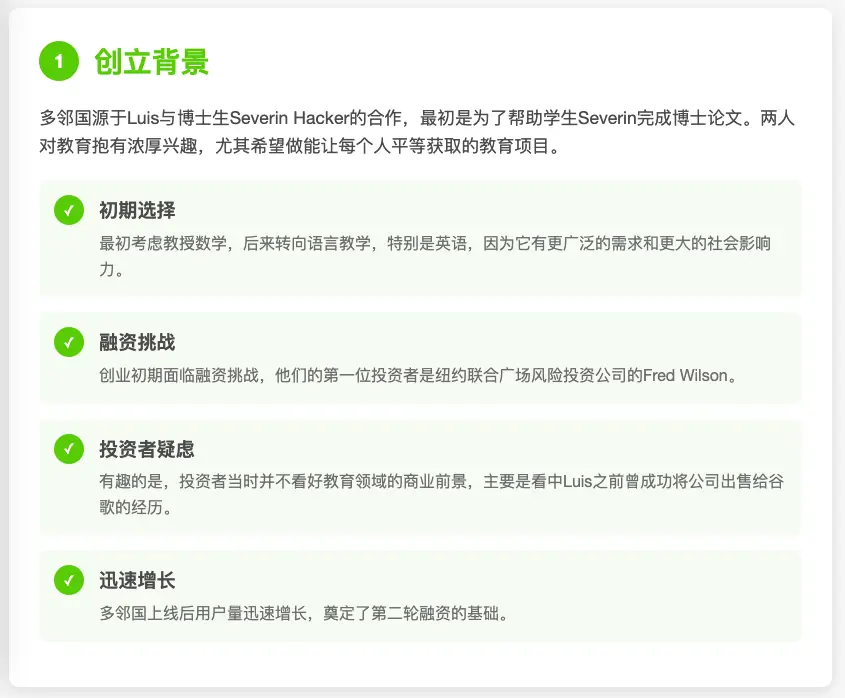 1 创立背景
多邻国源于Luis与博士生Severin Hacker的合作，最初是为了帮助学生Severin完成博士论文。两人
对教育抱有浓厚兴趣，尤其希望做能让每个人平等获取的教育项目。
初期选择
最初考虑教授数学，后来转向语言教学，特别是英语，因为它有更广泛的需求和更大的社会影响
力。
融资挑战
创业初期面临融资挑战，他们的第一位投资者是纽约联合广场风险投资公司的Fred Wilson。
投资者疑虑
有趣的是，投资者当时并不看好教育领域的商业前景，主要是看中Luis之前曾成功将公司出售给谷
歌的经历。
迅速增长
多邻国上线后用户量迅速增长，奠定了第二轮融资的基础。